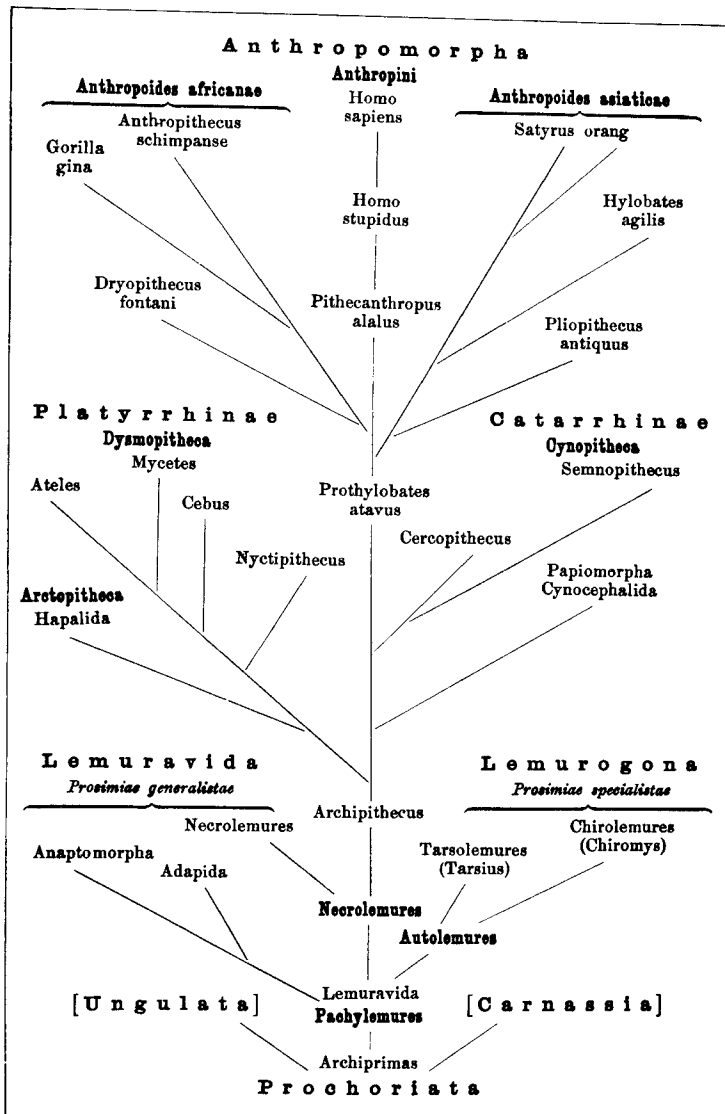 Anthropomorpha
Anthropini
Anthropoides africanae
Anthropoides asiaticae
Homo
sapiens
Anthropithecus
schimpanse
Satyrus orang
Gorilla
gina
Homo
stupidus
Hylobates
agilis
Dryopithecus
fontani
Pithecanthropus
alalus
Pliopithecus
antiquus
Platyrrhinae
Dysmopitheca
Mycetes
Catarrhinae
Cynopitheca
Semnopithecus
Ateles
Cebus
Prothylobates
atavus
Nyctipithecus
Cercopithecus
Arctopitheca
Hapalida
Papiomorpha
Cynocephalida
Lemuravida
Prosimiae generalistae
Lemurogona
Prosimiae specialistae
Archipithecus
Necrolemures
Chirolemures
(Chiromys)
Anaptomorpha
Adapida
Tarsolemures
(Tarsius)
Necrolemures
Autolemures
Lemuravida
Pachylemures
[Ungulata]
[Carnassia]
Archiprimas
Prochoriata